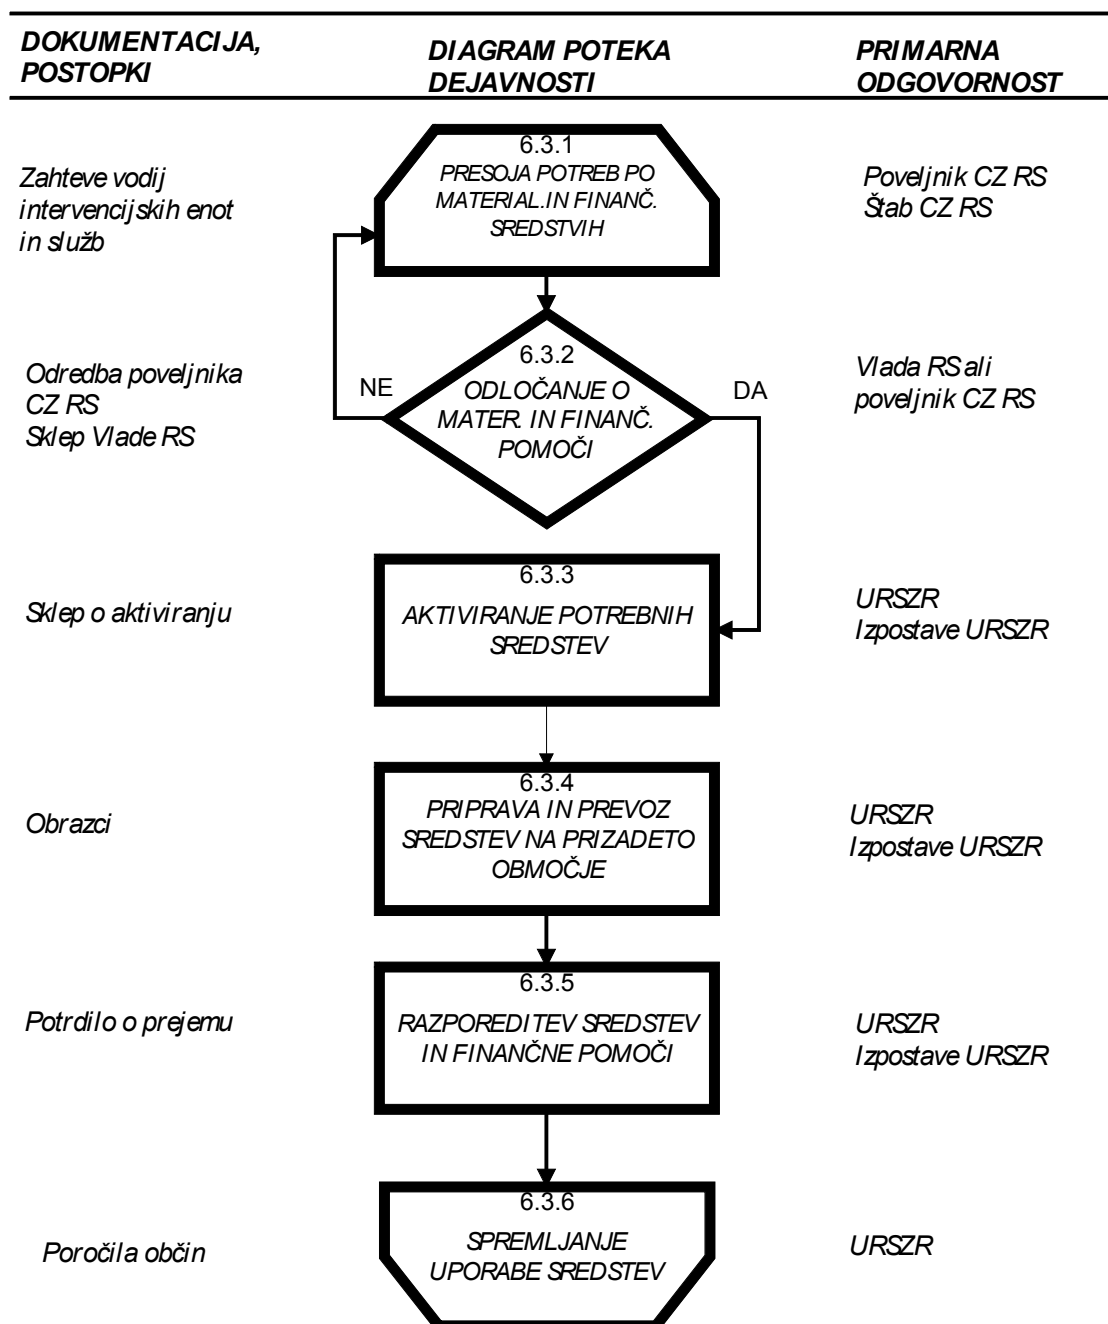 DOKUMENTACIJA,
POSTOPKI
DIAGRAM POTEKA
DEJAVNOSTI
PRIMARNA
ODGOVORNOST
Zahteve vodij
intervencijskih enot
in služb
6.3.1
PRESOJA POTREB PO
MATERIAL.IN FINANČ.
SREDSTVIH
Poveljnik CZ RS
Štab CZ RS
Odredba poveljnika
CZ RS
Sklep Vlade RS
NE
6.3.2
ODLOČANJE O
MATER. IN FINANČ.
POMOČI
DA
Vlada RS ali
poveljnik CZ RS
Sklep o aktiviranju
6.3.3
AKTIVIRANJE POTREBNIH
SREDSTEV
URSZR
Izpostave URSZR
Obrazci
6.3.4
PRIPRAVA IN PREVOZ
SREDSTEV NA PRIZADETO
OBMOČJE
URSZR
Izpostave URSZR
Potrdilo o prejemu
6.3.5
RAZPOREDITEV SREDSTEV
IN FINANČNE POMOČI
URSZR
Izpostave URSZR
Poročila občin
6.3.6
SPREMLJANJE
UPORABE SREDSTEV
URSZR